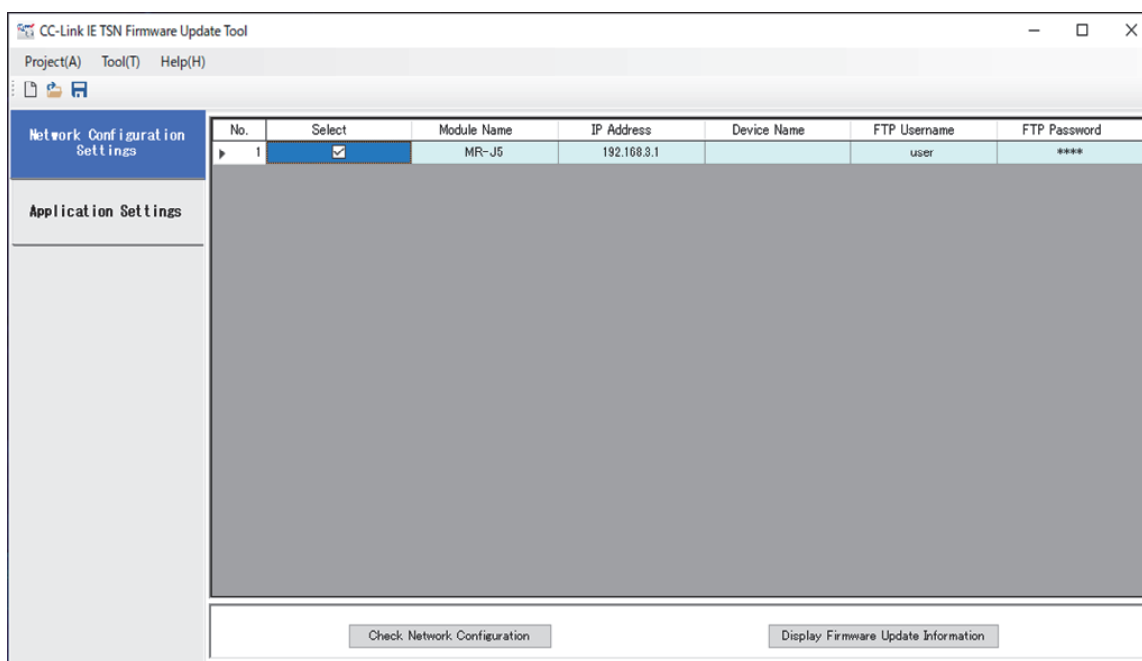 CC-Link IE TSN Firmware Update Tool
Project(A) Tool(T) Help(H)
Network Configuration
Settings
Application Settings
No. Select Module Name IP Address Device Name FTP Username FTP Password
1 MR-J5 192.168.3.1 user ****
Check Network Configuration Display Firmware Update Information